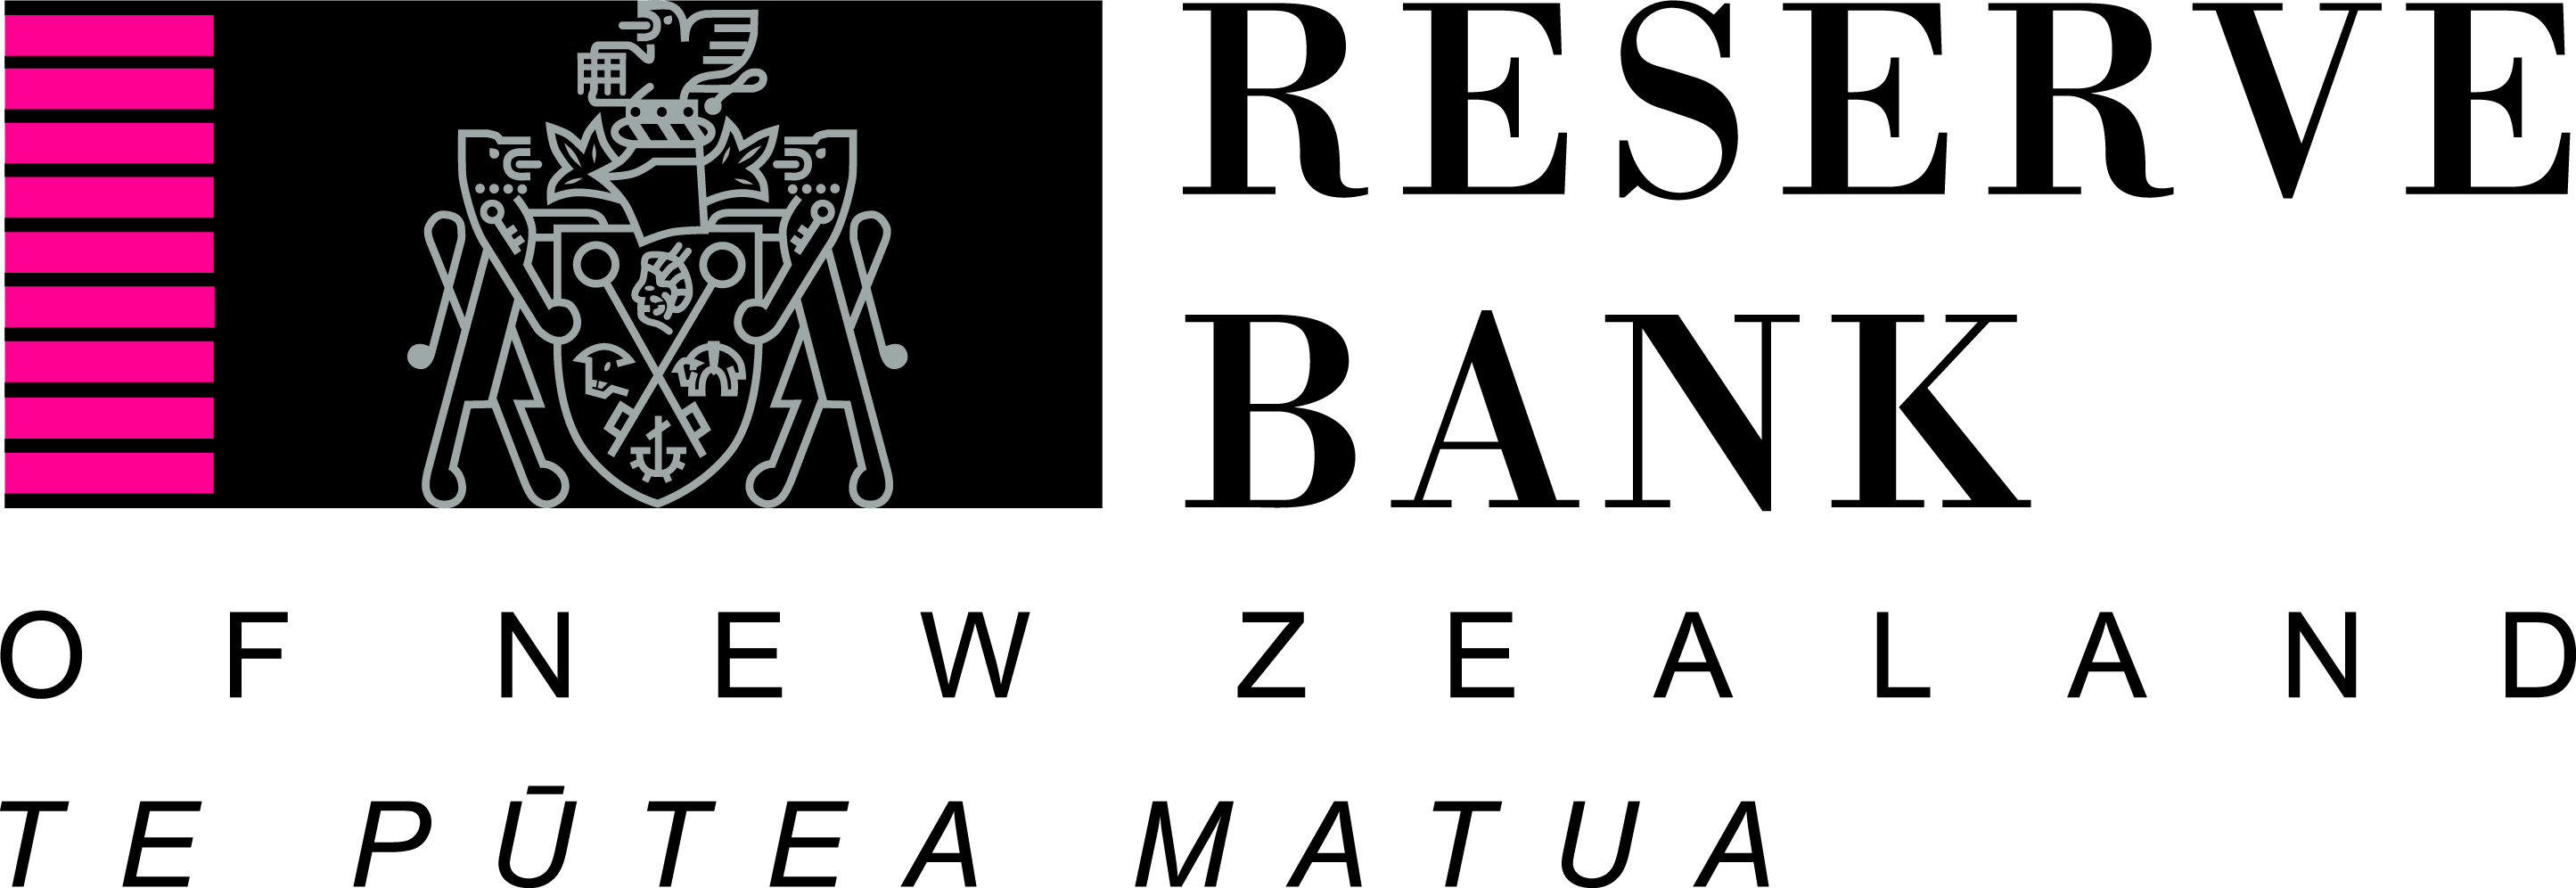 RESERVE
BANK
OF NEW ZEALAND
TE PŪTEA MATUA